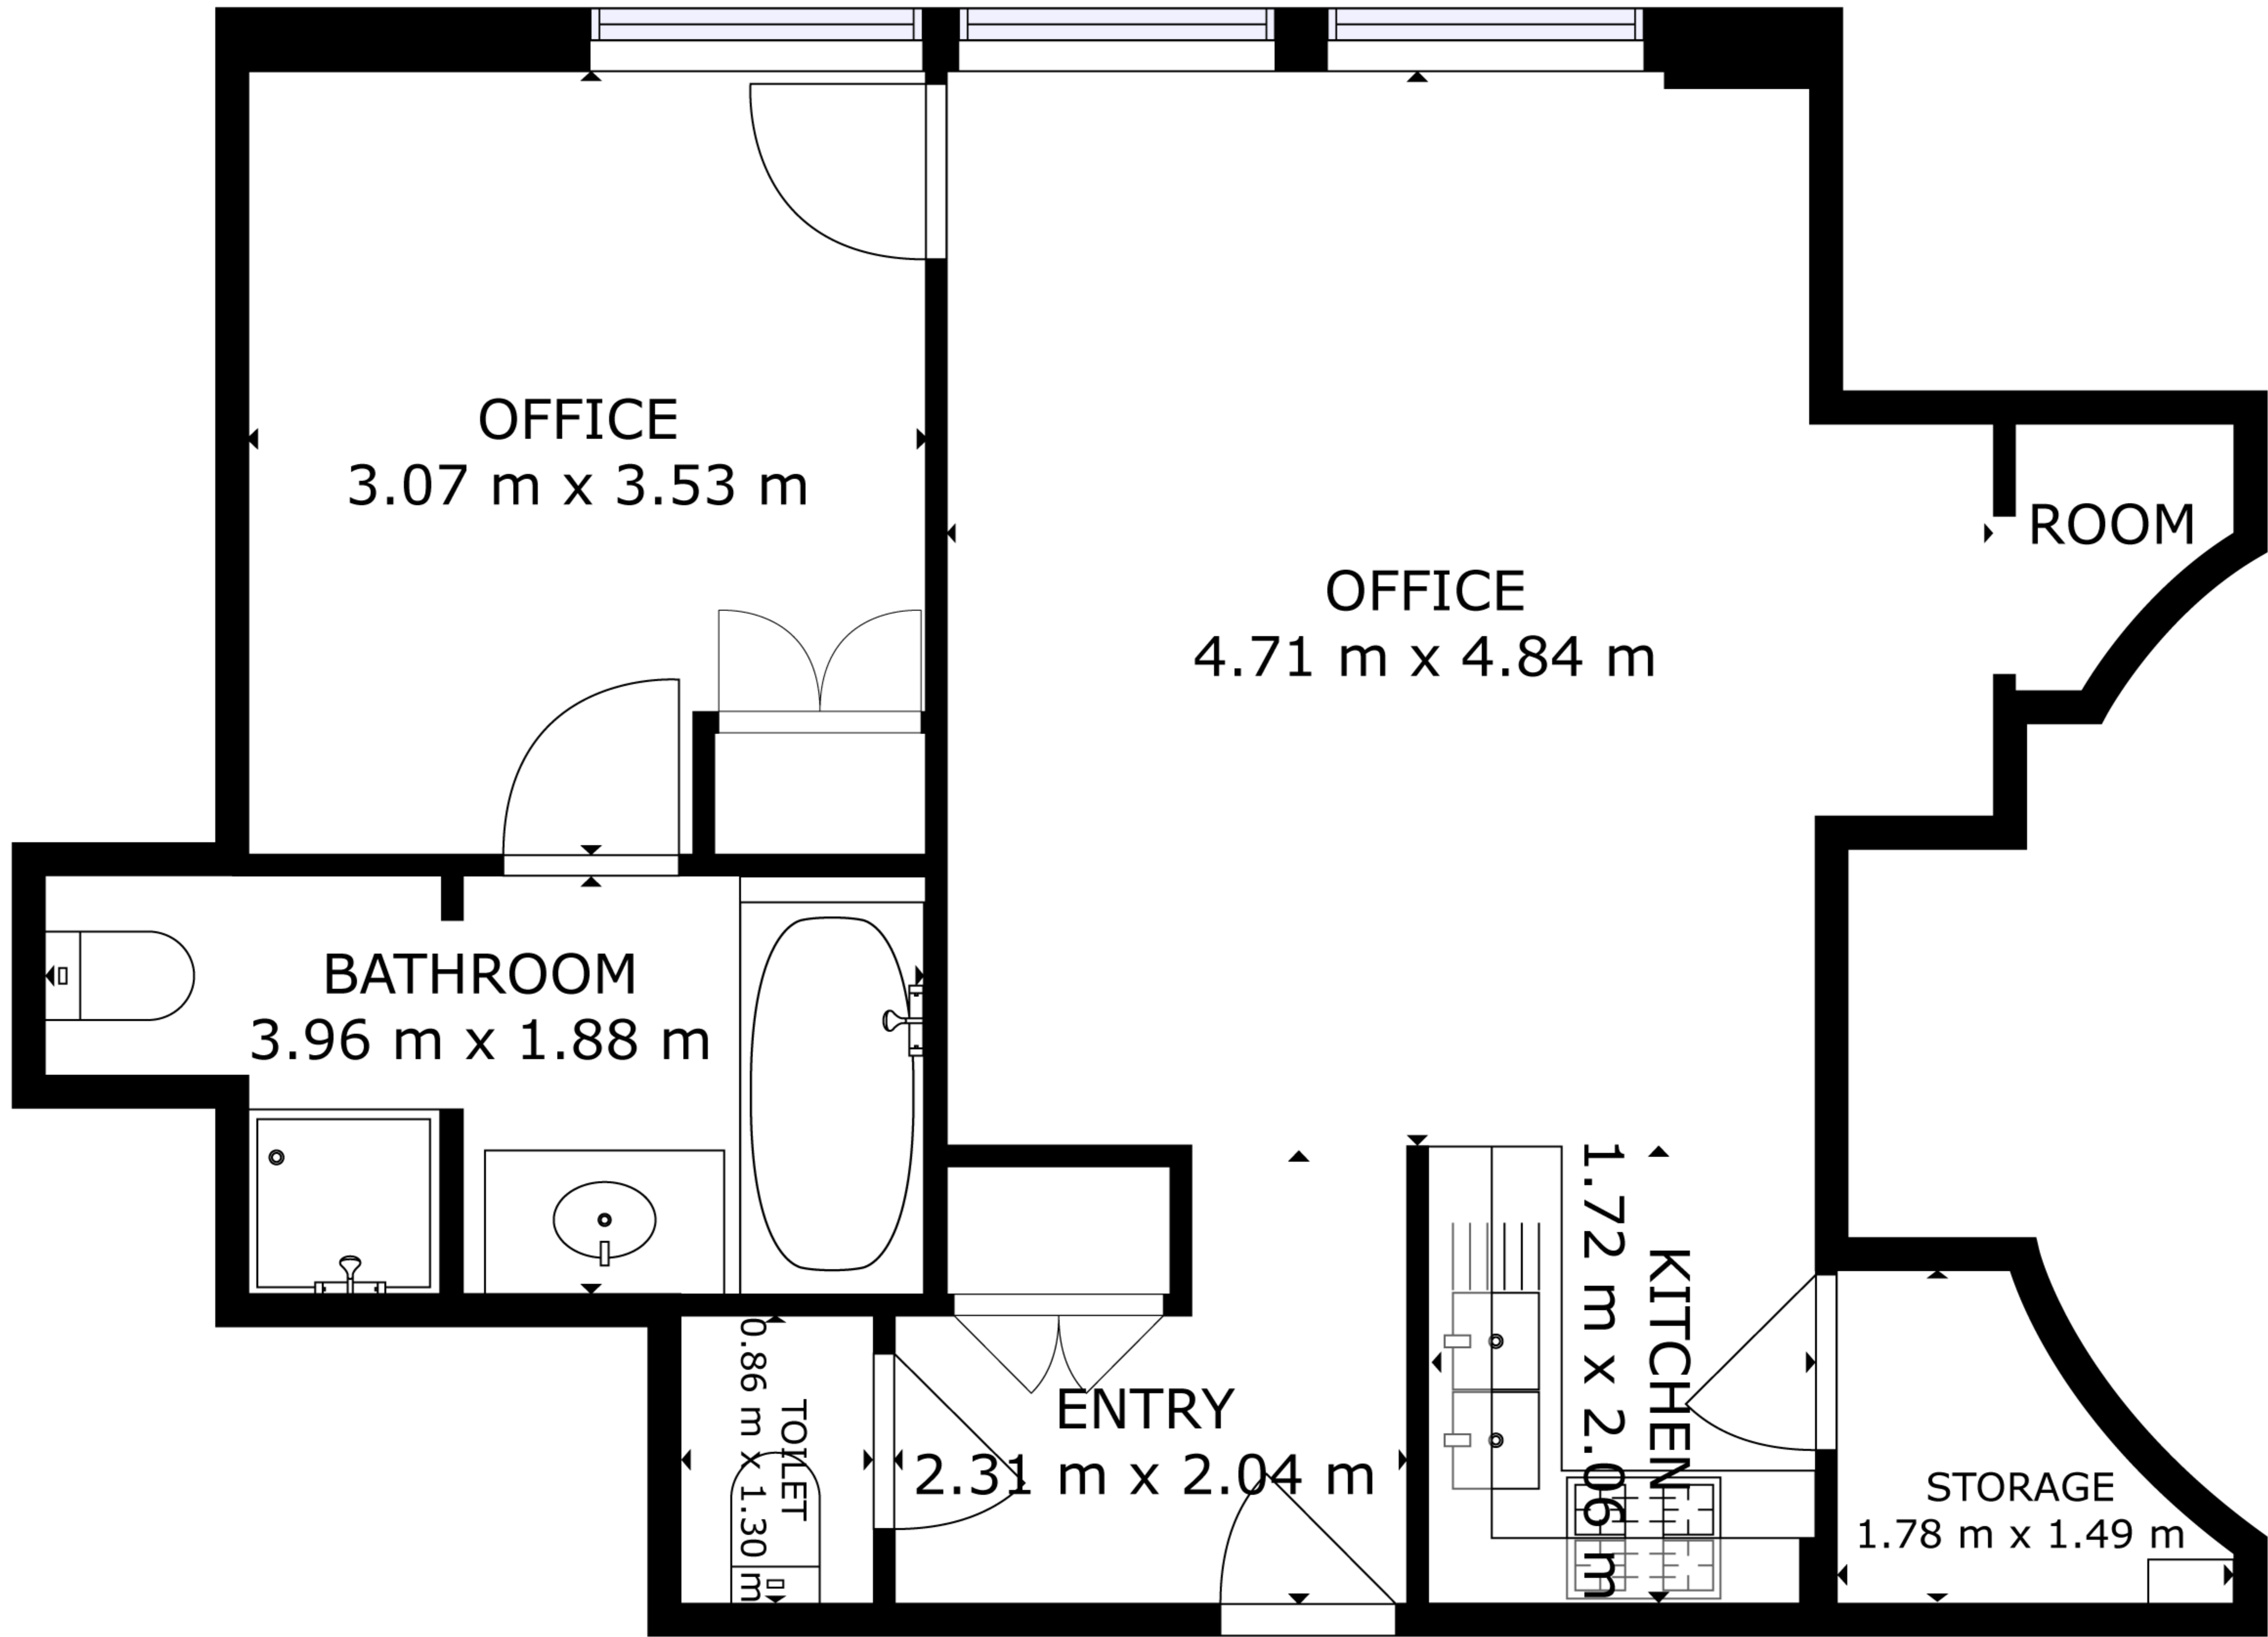 OFFICE
3.07 m x 3.53 m
ROOM
OFFICE
4.71 m x 4.84 m
BATHROOM
3.96 m x 1.88 m
KITCHEN
1.72 m x 2.06 m
TOILET
0.86 m x 1.30 m
ENTRY
2.31 m x 2.04 m
STORAGE
1.78 m x 1.49 m